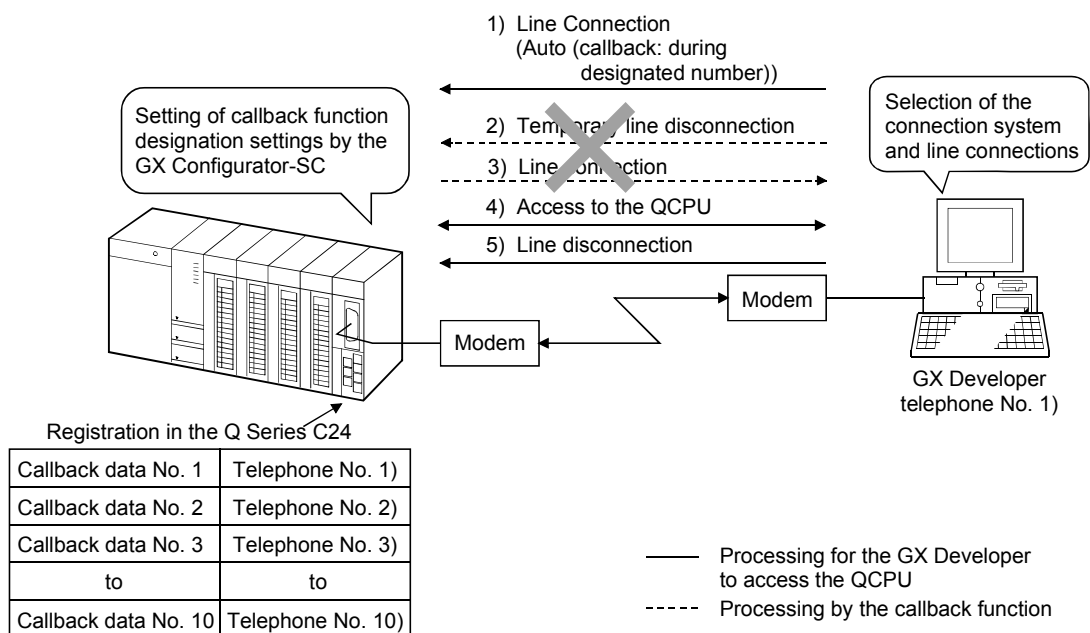 1) Line Connection
(Auto (callback: during
designated number))
Setting of callback function
designation settings by the
GX Configurator-SC
2) Temporary line disconnection
3) Line connection
4) Access to the QCPU
5) Line disconnection
Selection of the
connection system
and line connections
Modem
Modem
GX Developer
telephone No. 1)
Registration in the Q Series C24
Callback data No. 1 Telephone No. 1)
Callback data No. 2 Telephone No. 2)
Callback data No. 3 Telephone No. 3)
to to
Callback data No. 10 Telephone No. 10)
Processing for the GX Developer
to access the QCPU
Processing by the callback function